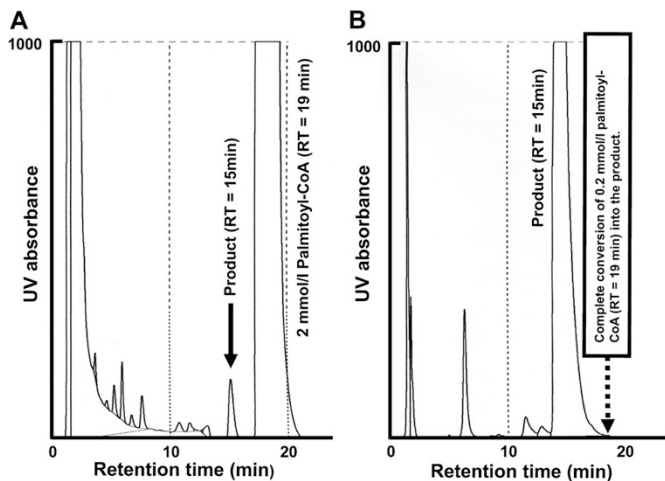 A
1000
UV absorbance
Product (RT = 15min)
2 mmol/l Palmitoyl-CoA (RT = 19 min)
0
10
20
Retention time (min)
B
1000
UV absorbance
Product (RT = 15min)
Complete conversion of 0.2 mmol/l palmitoyl-
CoA (RT = 19 min) into the product.
0
10
20
Retention time (min)